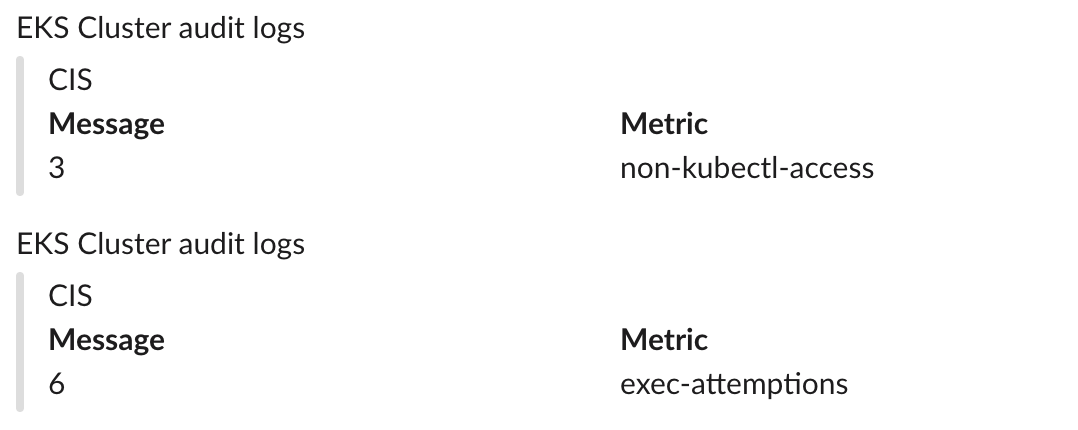 EKS Cluster audit logs
CIS
Message Metric
3 non-kubectl-access
EKS Cluster audit logs
CIS
Message Metric
6 exec-attemptions